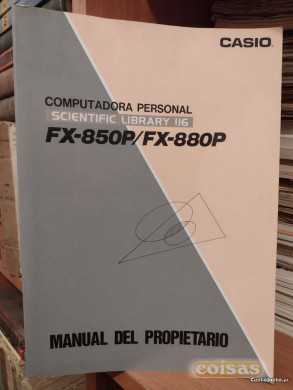 CASIO
COMPUTADORA PERSONAL
SCIENTIFIC LIBRARY 116
FX-850P/FX-880P
MANUAL DEL PROPIETARIO
coisas